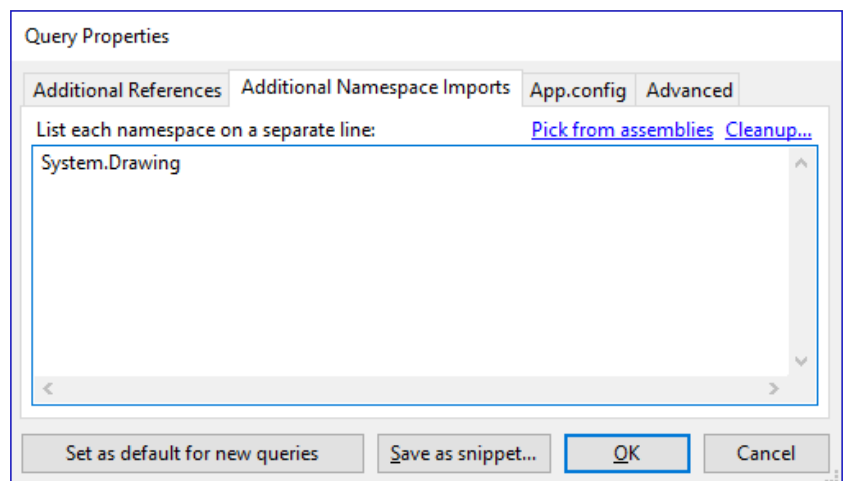 Query Properties
Additional References Additional Namespace Imports App.config Advanced
List each namespace on a separate line: Pick from assemblies Cleanup...
System.Drawing
Set as default for new queries Save as snippet... OK Cancel